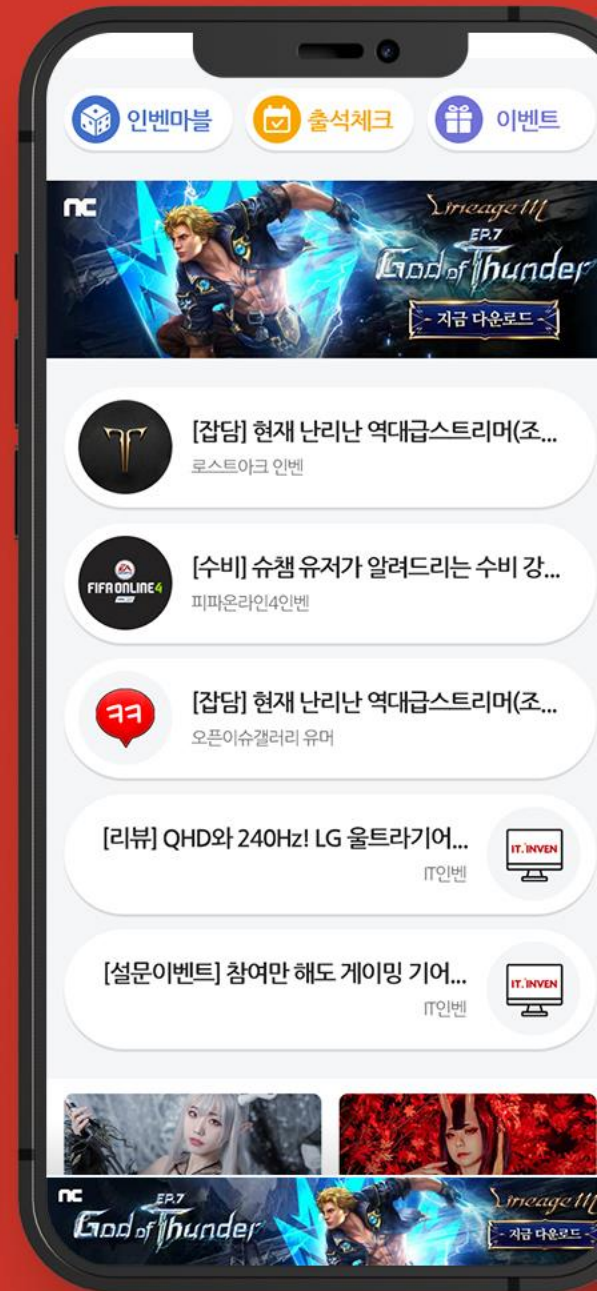 인벤마블
출석체크
이벤트
nc
Lineage M
EP.7
God of Thunder
지금 다운로드
[잡담] 현재 난리난 역대급스트리머(조...
로스트아크 인벤
EA
FIFA ONLINE 4
[수비] 슈챔 유저가 알려드리는 수비 강...
피파온라인4인벤
ㅋㅋ
[잡담] 현재 난리난 역대급스트리머(조...
오픈이슈갤러리 유머
[리뷰] QHD와 240Hz! LG 울트라기어...
IT인벤
IT.INVEN
[설문이벤트] 참여만 해도 게이밍 기어...
IT인벤
IT.INVEN
nc
EP.7
God of Thunder
Lineage M
지금 다운로드